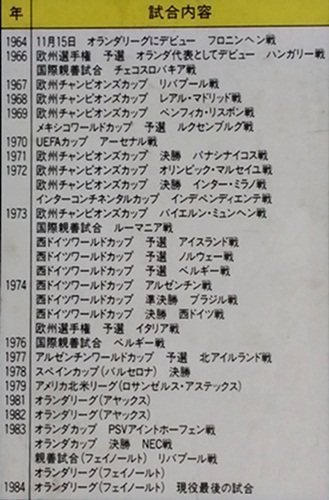 年 試合内容
1964 11月15日 オランダリーグにデビュー フロニンヘン戦
1966 欧州選手権 予選 オランダ代表としてデビュー ハンガリー戦
国際親善試合 チェコスロバキア戦
1967 欧州チャンピオンズカップ リバプール戦
1968 欧州チャンピオンズカップ レアル・マドリッド戦
1969 欧州チャンピオンズカップ ベンフィカ・リスボン戦
メキシコワールドカップ 予選 ルクセンブルグ戦
1970 UEFAカップ アーセナル戦
1971 欧州チャンピオンズカップ 決勝 パナシナイコス戦
1972 欧州チャンピオンズカップ オリンピック・マルセイユ戦
欧州チャンピオンズカップ 決勝 インター・ミラノ戦
インターコンチネンタルカップ インデペンディエンテ戦
1973 欧州チャンピオンズカップ バイエルン・ミュンヘン戦
国際親善試合 ルーマニア戦
西ドイツワールドカップ 予選 アイスランド戦
西ドイツワールドカップ 予選 ノルウェー戦
西ドイツワールドカップ 予選 ベルギー戦
1974 西ドイツワールドカップ アルゼンチン戦
西ドイツワールドカップ 準決勝 ブラジル戦
西ドイツワールドカップ 決勝 西ドイツ戦
欧州選手権 予選 イタリア戦
1976 国際親善試合 ベルギー戦
1977 アルゼンチンワールドカップ 予選 北アイルランド戦
1978 スペインカップ(バルセロナ) 決勝
1979 アメリカ北米リーグ(ロサンゼルス・アステックス)
1981 オランダリーグ(アヤックス)
1982 オランダリーグ(アヤックス)
1983 オランダカップ PSVアイントホーフェン戦
オランダカップ 決勝 NEC戦
親善試合(フェイノールト) リバプール戦
オランダリーグ(フェイノールト)
1984 オランダリーグ(フェイノールト) 現役最後の試合